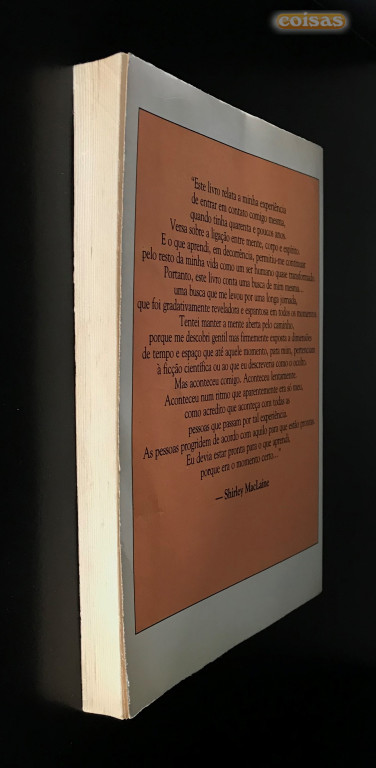 coisas
"Este livro relata a minha experiência
de entrar em contato comigo mesma,
quando tinha quarenta e poucos anos.
Versa sobre a ligação entre mente, corpo e espírito.
E o que aprendi, em decorrência, permitiu-me continuar
pelo resto da minha vida como um ser humano quase transformado.
Portanto, este livro conta uma busca de mim mesma...
uma busca que me levou por uma longa jornada,
que foi gradativamente reveladora e espantosa em todos os momentos.
Tentei manter a mente aberta pelo caminho,
porque me descobri gentil mas firmemente exposta a dimensões
de tempo e espaço que até aquele momento, para mim, pertenciam
à ficção científica ou ao que eu descreveria como o oculto.
Mas aconteceu comigo. Aconteceu lentamente.
Aconteceu num ritmo que aparentemente era só meu,
como acredito que aconteça com todas as
pessoas que passam por tal experiência.
As pessoas progridem de acordo com aquilo para que estão prontas.
Eu devia estar pronta para o que aprendi,
porque era o momento certo..."
— Shirley MacLaine